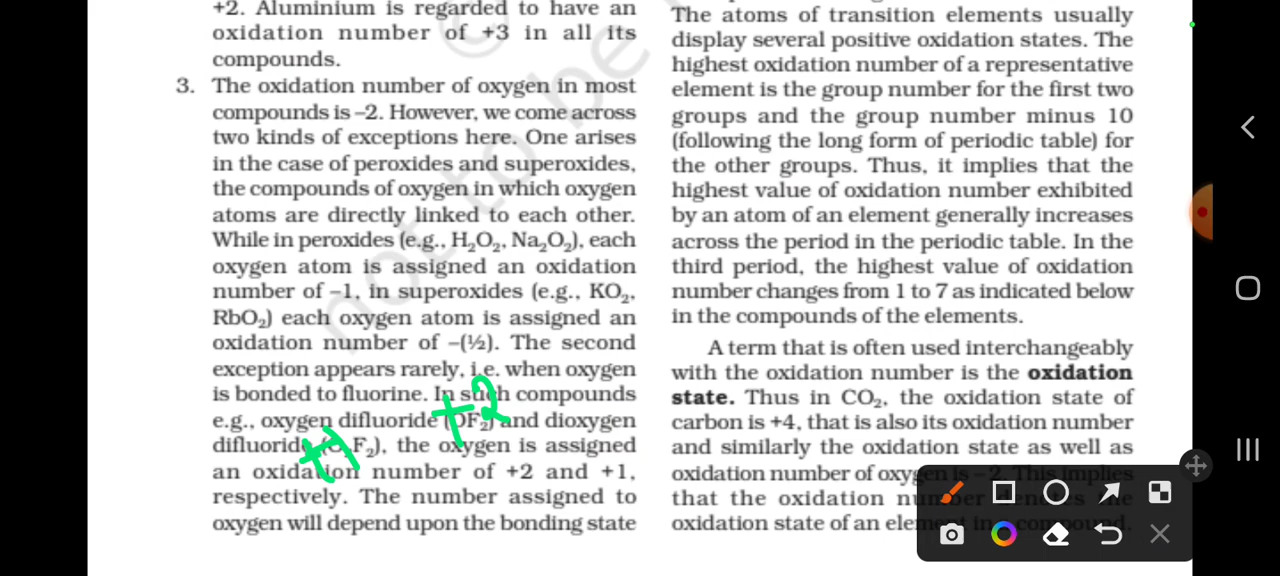 +2. Aluminium is regarded to have an
oxidation number of +3 in all its
compounds.
3. The oxidation number of oxygen in most
compounds is –2. However, we come across
two kinds of exceptions here. One arises
in the case of peroxides and superoxides,
the compounds of oxygen in which oxygen
atoms are directly linked to each other.
While in peroxides (e.g., H₂O₂, Na₂O₂), each
oxygen atom is assigned an oxidation
number of –1, in superoxides (e.g., KO₂,
RbO₂) each oxygen atom is assigned an
oxidation number of –(½). The second
exception appears rarely, i.e. when oxygen
is bonded to fluorine. In such compounds
e.g., oxygen difluoride (OF₂) and dioxygen
difluoride F₂), the oxygen is assigned
an oxidation number of +2 and +1,
respectively. The number assigned to
oxygen will depend upon the bonding state
+2
+1
The atoms of transition elements usually
display several positive oxidation states. The
highest oxidation number of a representative
element is the group number for the first two
groups and the group number minus 10
(following the long form of periodic table) for
the other groups. Thus, it implies that the
highest value of oxidation number exhibited
by an atom of an element generally increases
across the period in the periodic table. In the
third period, the highest value of oxidation
number changes from 1 to 7 as indicated below
in the compounds of the elements.
A term that is often used interchangeably
with the oxidation number is the oxidation
state. Thus in CO₂, the oxidation state of
carbon is +4, that is also its oxidation number
and similarly the oxidation state as well as
oxidation number of oxygen is – 2. This implies
that the oxidation number denotes the
oxidation state of an element in a compound.
©
not to be